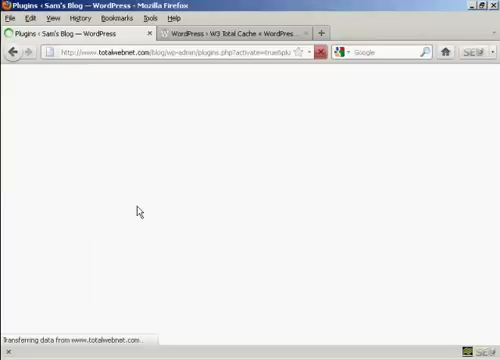 Plugins ‹ Sam's Blog — WordPress - Mozilla Firefox
File Edit View History Bookmarks Tools Help
Plugins ‹ Sam's Blog — WordPress
WordPress › W3 Total Cache « WordPres...
http://www.totalwebnet.com/blog/wp-admin/plugins.php?activate=true&plu
Google
Transferring data from www.totalwebnet.com...